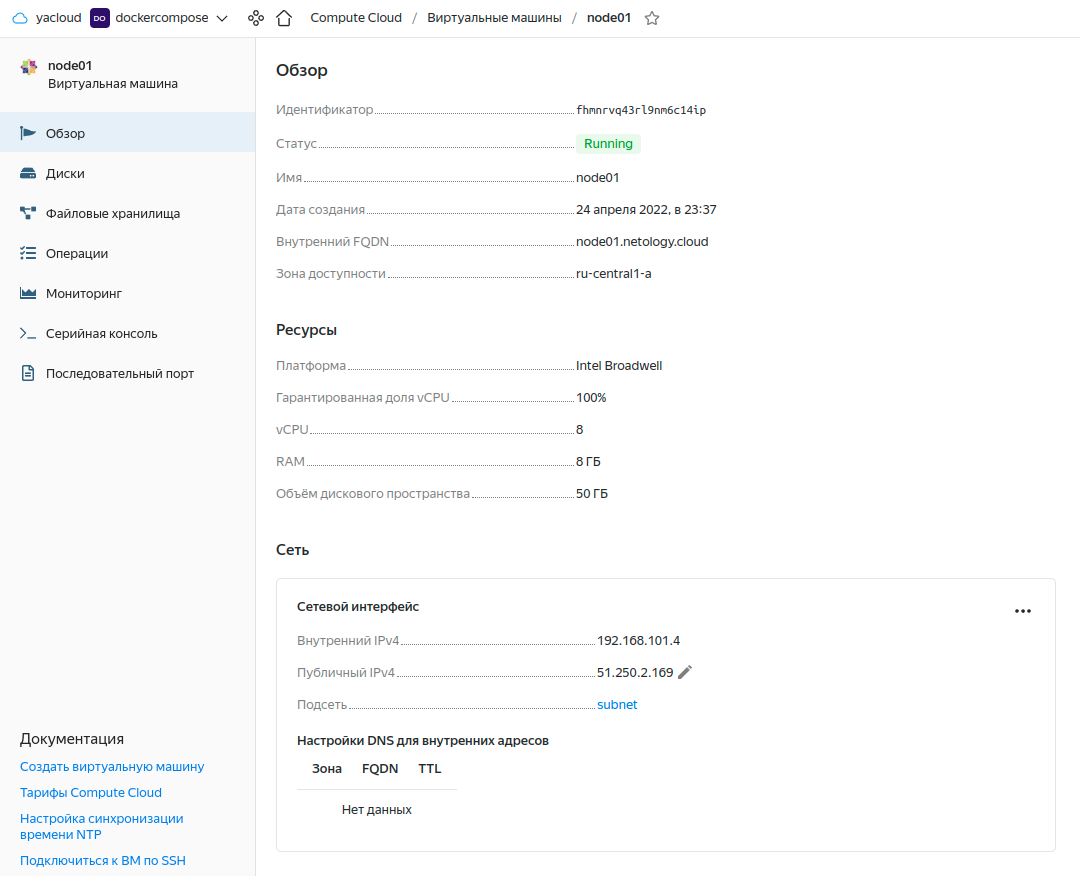 yacloud DO dockercompose Compute Cloud / Виртуальные машины / node01
node01
Виртуальная машина
Обзор
Диски
Файловые хранилища
Операции
Мониторинг
Серийная консоль
Последовательный порт
Документация
Создать виртуальную машину
Тарифы Compute Cloud
Настройка синхронизации
времени NTP
Подключиться к ВМ по SSH
Обзор
Идентификатор fhmnrvq43rl9nm6c14ip
Статус Running
Имя node01
Дата создания 24 апреля 2022, в 23:37
Внутренний FQDN node01.netology.cloud
Зона доступности ru-central1-a
Ресурсы
Платформа Intel Broadwell
Гарантированная доля vCPU 100%
vCPU 8
RAM 8 ГБ
Объём дискового пространства 50 ГБ
Сеть
Сетевой интерфейс
Внутренний IPv4 192.168.101.4
Публичный IPv4 51.250.2.169
Подсеть subnet
Настройки DNS для внутренних адресов
Зона FQDN TTL
Нет данных